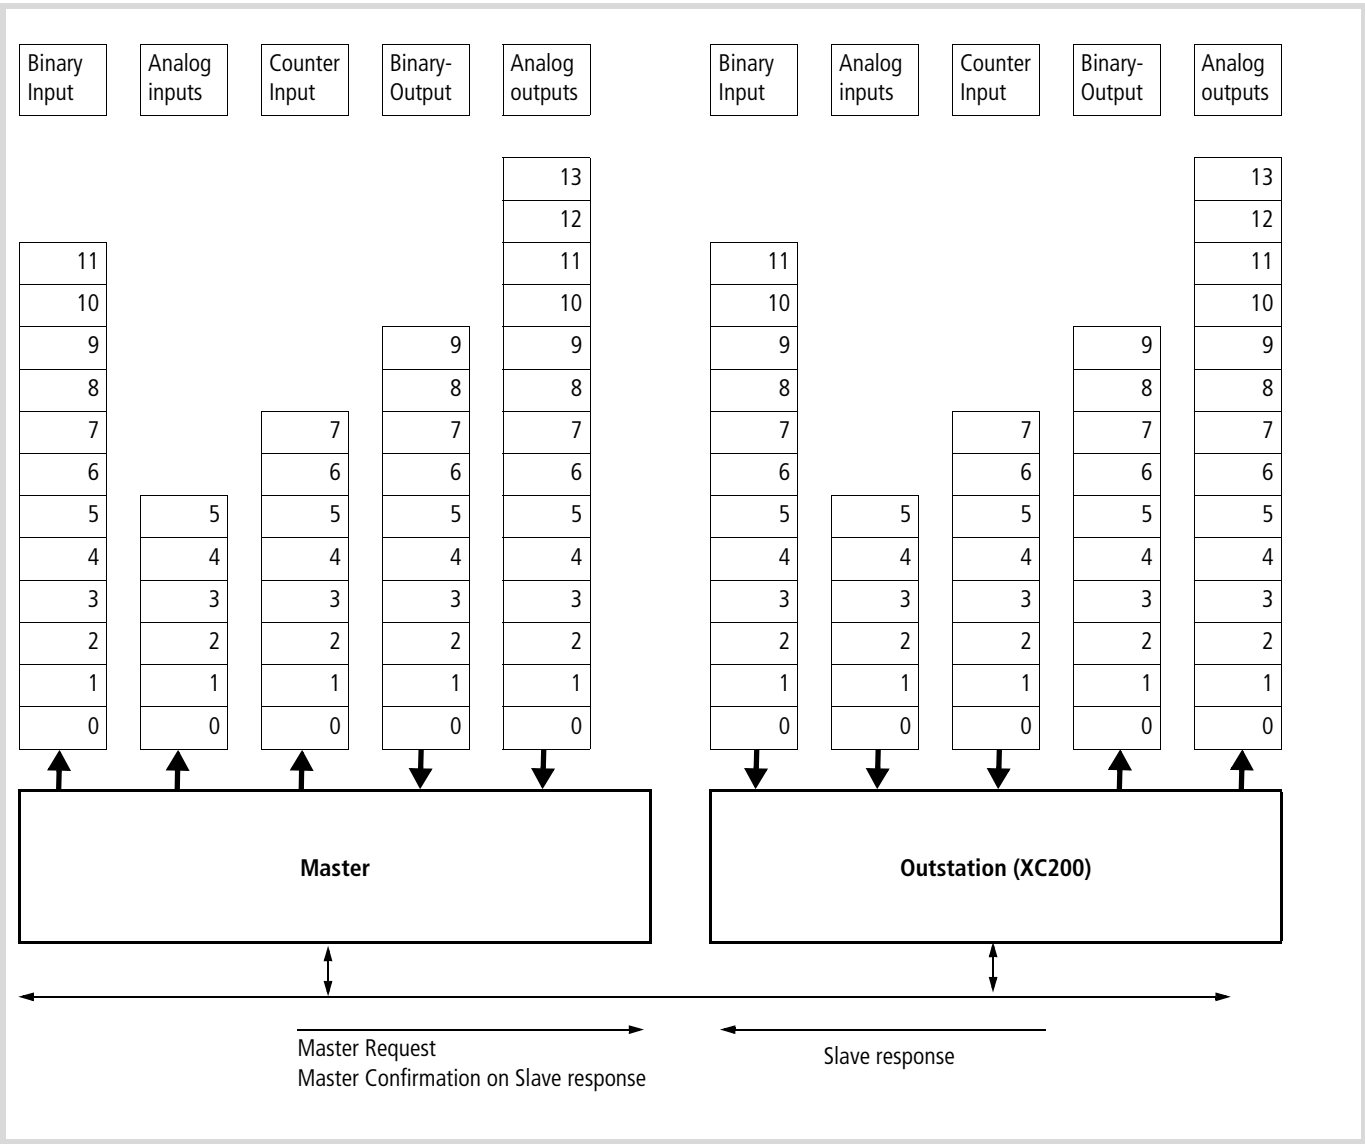 Binary Analog Counter Binary- Analog Binary Analog Counter Binary- Analog
Input inputs Input Output outputs Input inputs Input Output outputs
13 13
12 12
11 11 11 11
10 10 10 10
9 9 9 9 9 9
8 8 8 8 8 8
7 7 7 7 7 7 7 7
6 6 6 6 6 6 6 6
5 5 5 5 5 5 5 5 5 5
4 4 4 4 4 4 4 4 4 4
3 3 3 3 3 3 3 3 3 3
2 2 2 2 2 2 2 2 2 2
1 1 1 1 1 1 1 1 1 1
0 0 0 0 0 0 0 0 0 0
Master Outstation (XC200)
Master Request
Master Confirmation on Slave response
Slave response